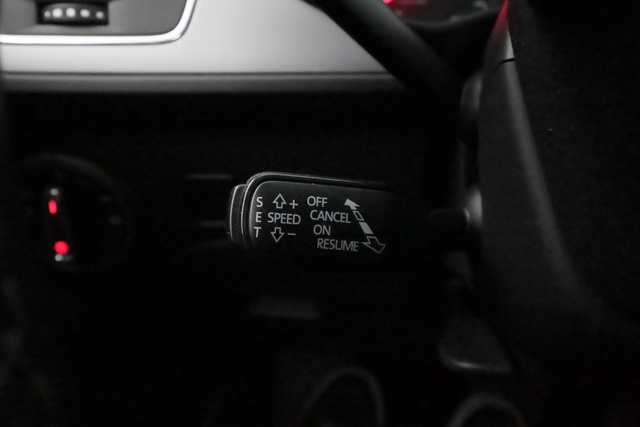 S + OFF
E SPEED CANCEL
T - ON
RESUME